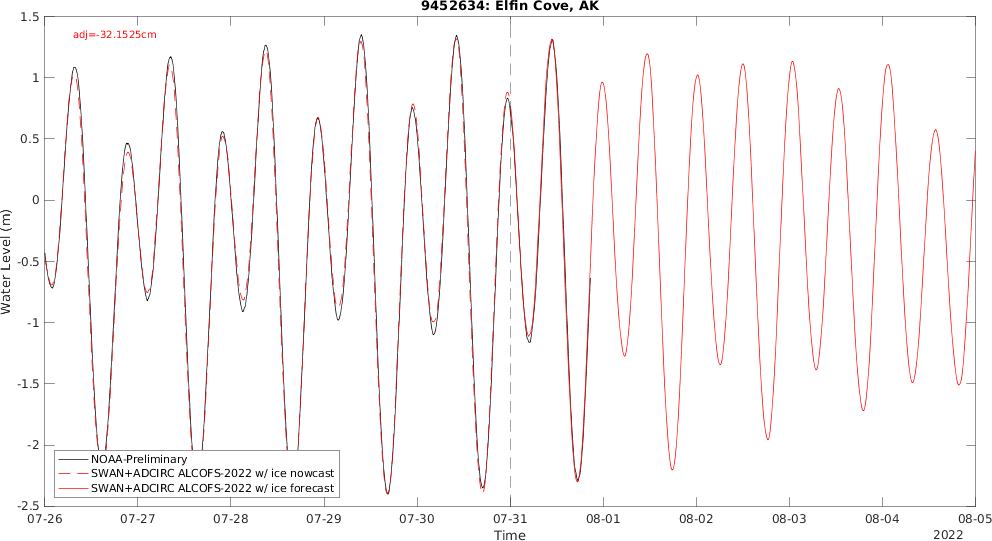 9452634: Elfin Cove, AK
adj=-32.1525cm
Water Level (m)
1.5
1
0.5
0
-0.5
-1
-1.5
-2
-2.5
NOAA-Preliminary
SWAN+ADCIRC ALCOFS-2022 w/ ice nowcast
SWAN+ADCIRC ALCOFS-2022 w/ ice forecast
07-26 07-27 07-28 07-29 07-30 07-31 08-01 08-02 08-03 08-04 08-05
Time
2022